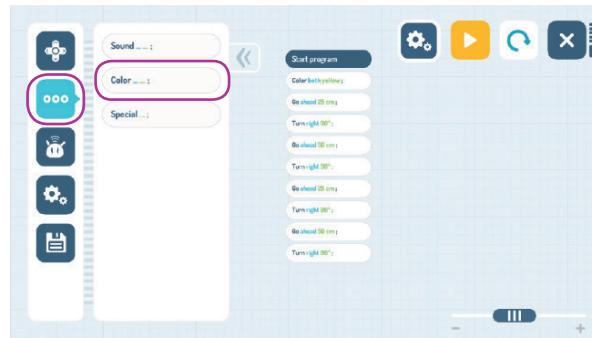 Sound _ _ ;
Color _ _ ;
Special _ ;
Start program
Color both yellow;
Go ahead 25 cm;
Turn right 90°;
Go ahead 50 cm;
Turn right 90°;
Go ahead 25 cm;
Turn right 90°;
Go ahead 50 cm;
Turn right 90°;